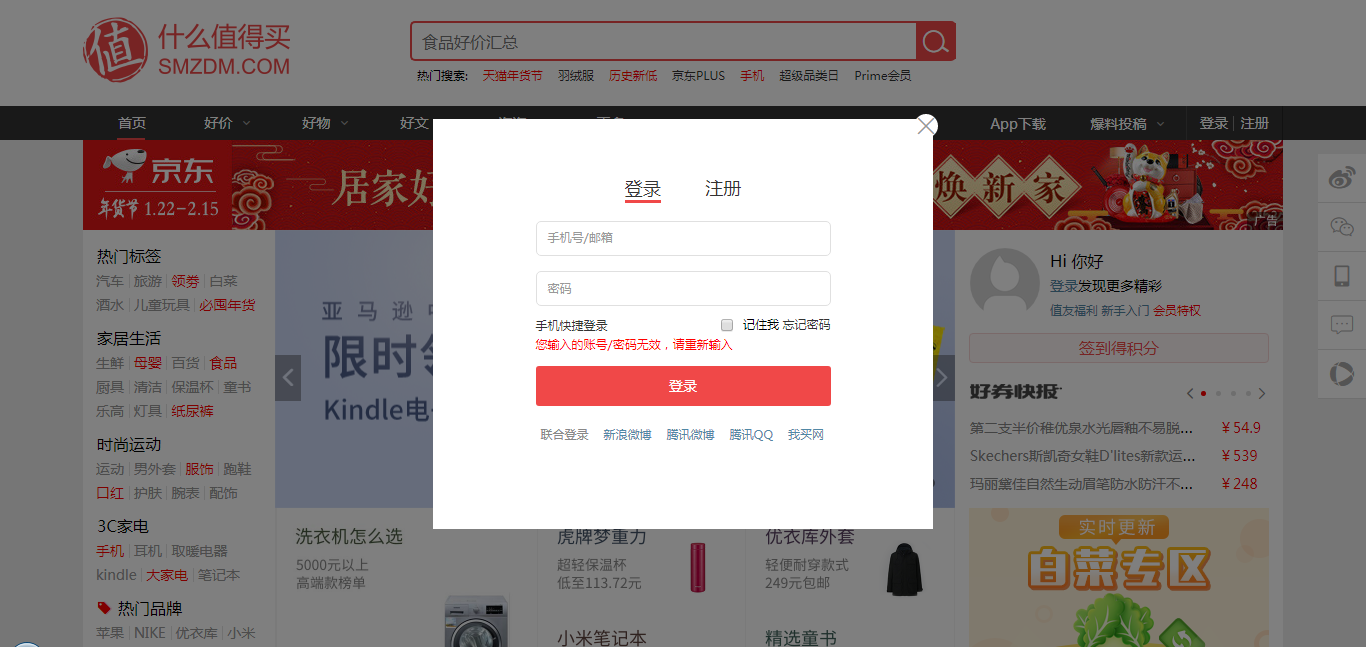 什么值得买
SMZDM.COM
食品好价汇总
热门搜索: 天猫年货节 羽绒服 历史新低 京东PLUS 手机 超级品类日 Prime会员
首页 好价 好物 好文 App下载 爆料投稿 登录 注册
京东
年货节 1.22-2.15
居家好
焕新家
广告
登录 注册
手机号/邮箱
密码
手机快捷登录 记住我 忘记密码
您输入的账号/密码无效，请重新输入
登录
联合登录 新浪微博 腾讯微博 腾讯QQ 我买网
热门标签
汽车 旅游 领券 白菜
酒水 儿童玩具 必囤年货
家居生活
生鲜 母婴 百货 食品
厨具 清洁 保温杯 童书
乐高 灯具 纸尿裤
时尚运动
运动 男外套 服饰 跑鞋
口红 护肤 腕表 配饰
3C家电
手机 耳机 取暖电器
kindle 大家电 笔记本
热门品牌
苹果 NIKE 优衣库 小米
亚马逊
限时领
Kindle电
洗衣机怎么选
5000元以上
高端款榜单
虎牌梦重力
超轻保温杯
低至113.72元
优衣库外套
轻便耐穿款式
249元包邮
小米笔记本
精选童书
Hi 你好
登录发现更多精彩
值友福利 新手入门 会员特权
签到得积分
好券快报
第二支半价稚优泉水光唇釉不易脱... ¥ 54.9
Skechers斯凯奇女鞋D'lites新款运... ¥ 539
玛丽黛佳自然生动眉笔防水防汗不... ¥ 248
实时更新
白菜专区